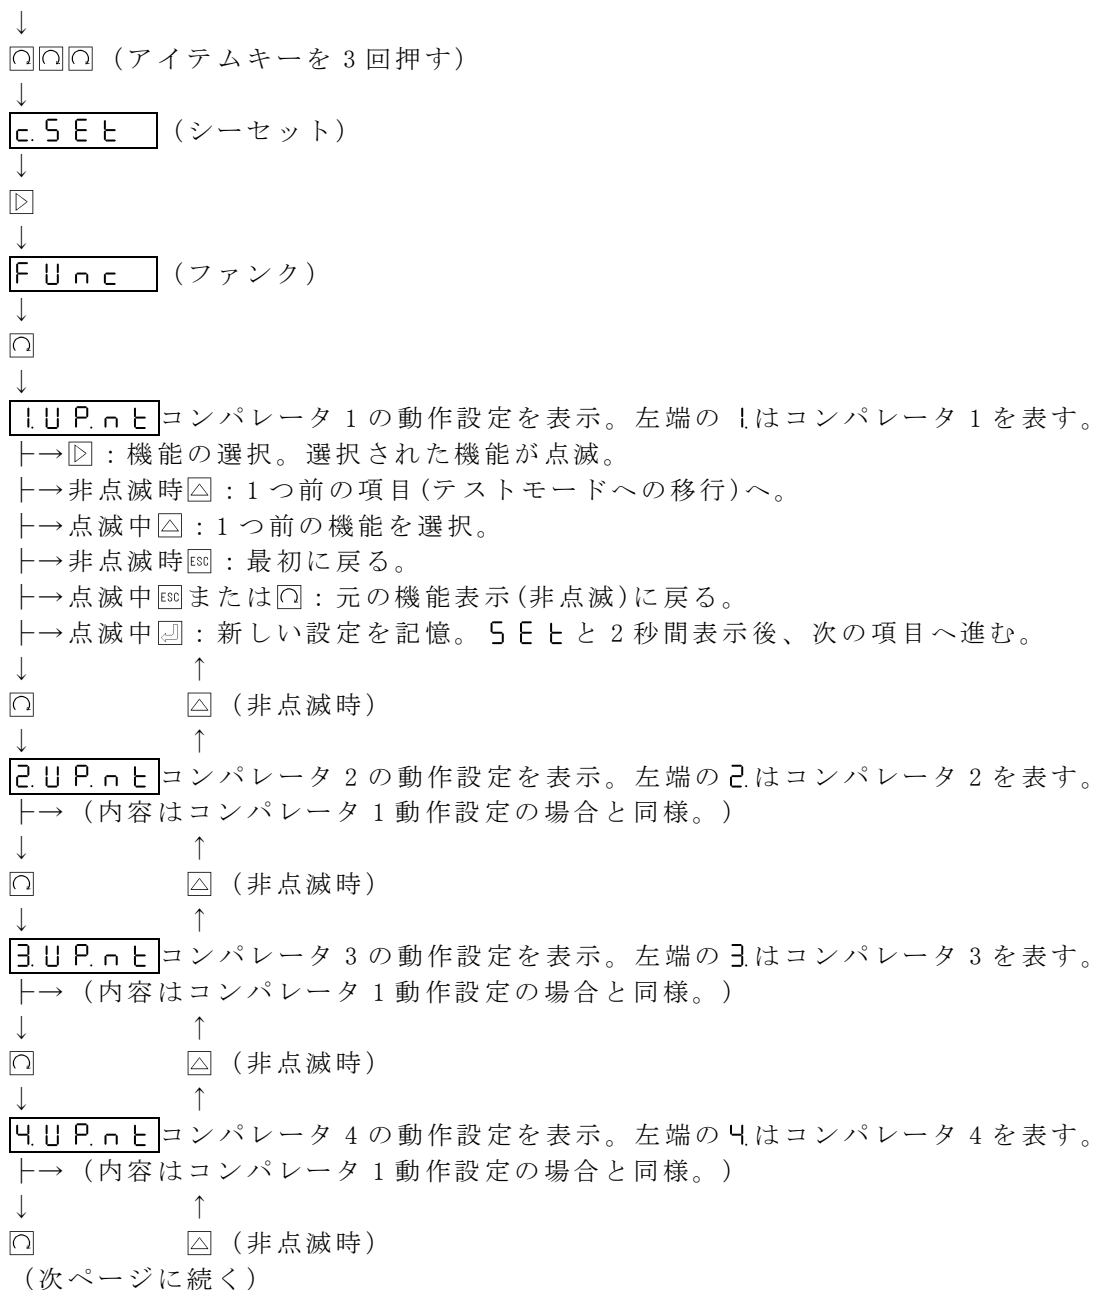 ↓
(アイテムキーを3回押す)
↓
c.SEt (シーセット)
↓
▷
↓
FUnc (ファンク)
↓
↓
1.UP.nt コンパレータ1の動作設定を表示。左端の1.はコンパレータ1を表す。
├→▷:機能の選択。選択された機能が点滅。
├→非点滅時△:1つ前の項目(テストモードへの移行)へ。
├→点滅中△:1つ前の機能を選択。
├→非点滅時ESC:最初に戻る。
├→点滅中ESCまたは:元の機能表示(非点滅)に戻る。
├→点滅中:新しい設定を記憶。SEtと2秒間表示後、次の項目へ進む。
↓ ↑
△(非点滅時)
↓ ↑
2.UP.nt コンパレータ2の動作設定を表示。左端の2.はコンパレータ2を表す。
├→(内容はコンパレータ1動作設定の場合と同様。)
↓ ↑
△(非点滅時)
↓ ↑
3.UP.nt コンパレータ3の動作設定を表示。左端の3.はコンパレータ3を表す。
├→(内容はコンパレータ1動作設定の場合と同様。)
↓ ↑
△(非点滅時)
↓ ↑
4.UP.nt コンパレータ4の動作設定を表示。左端の4.はコンパレータ4を表す。
├→(内容はコンパレータ1動作設定の場合と同様。)
↓ ↑
△(非点滅時)
(次ページに続く)